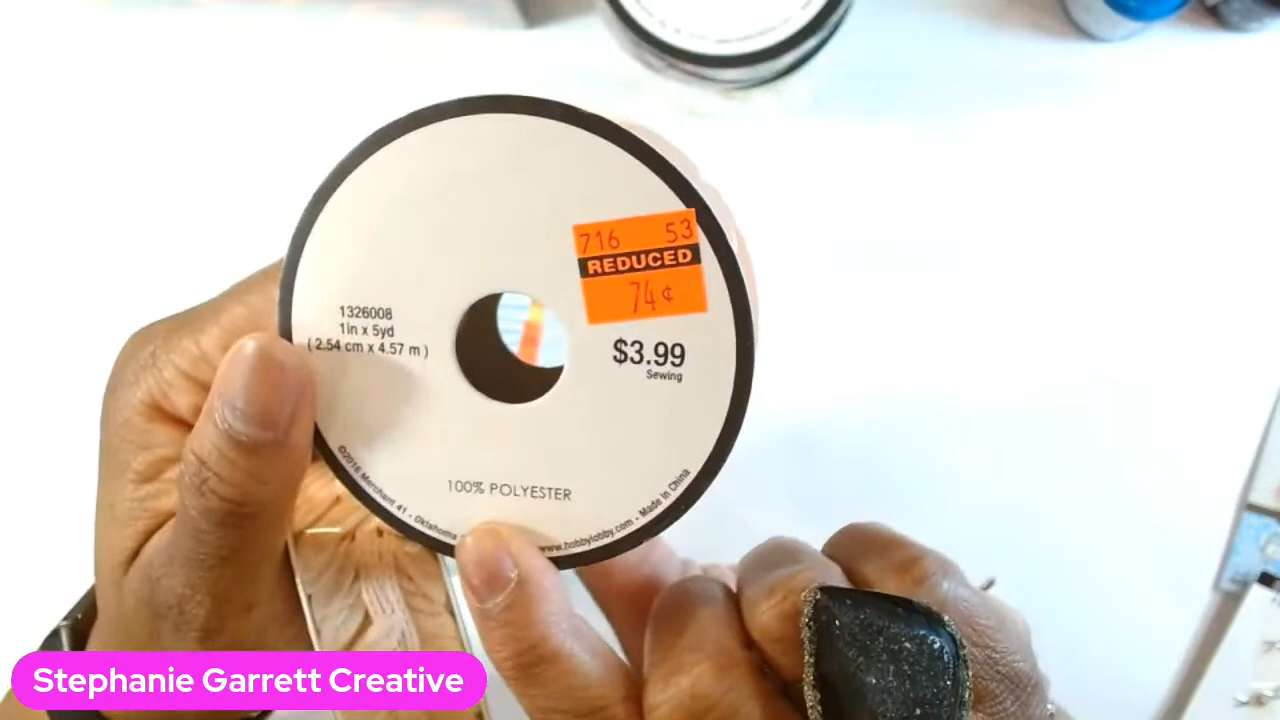 716 53
REDUCED
74¢
1326008
1in x 5yd
( 2.54 cm x 4.57 m )
$3.99
Sewing
100% POLYESTER
©2016 Merchant 41 - Oklahoma www.hobbylobby.com - Made In China
Stephanie Garrett Creative